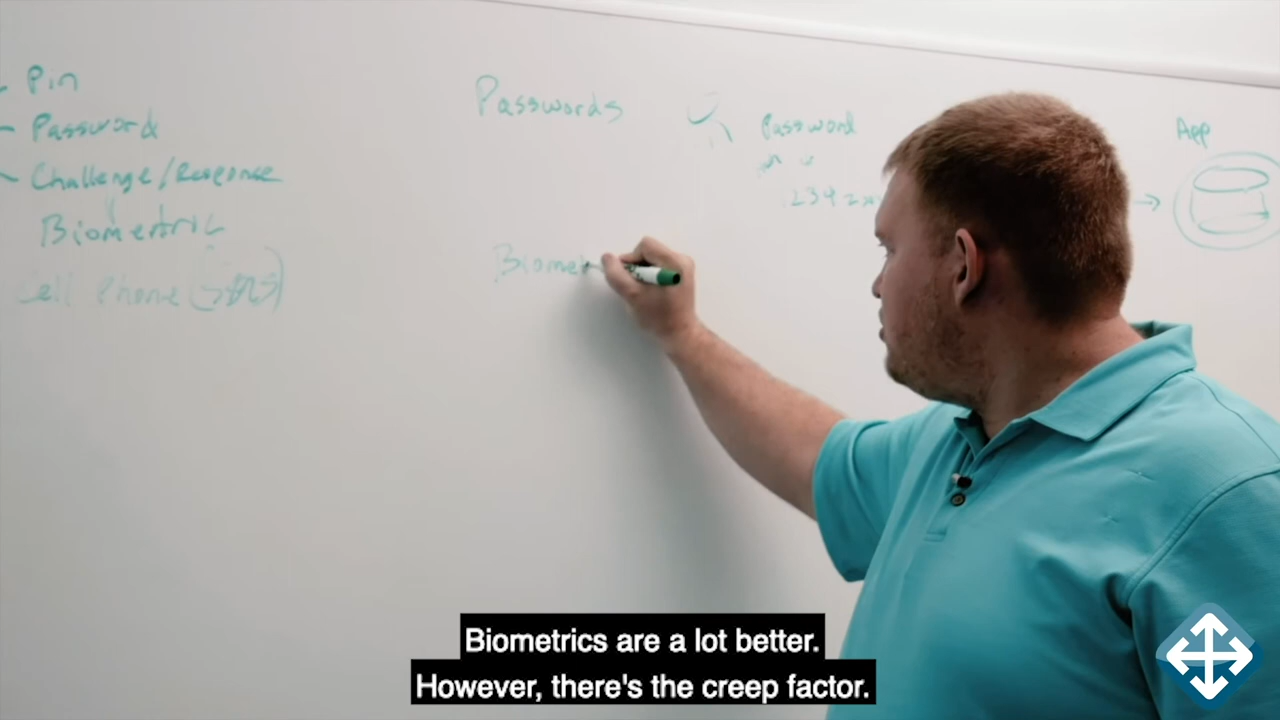 - Pin
- Password
- Challenge/Response
Biometric
Cell Phone (SMS)
Passwords
Password
App
Biomet
Biometrics are a lot better.
However, there's the creep factor.